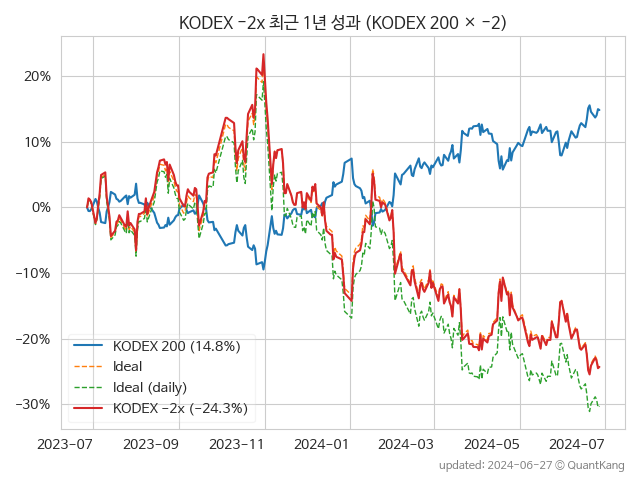 KODEX −2x 최근 1년 성과 (KODEX 200 × −2)
20%
10%
0%
−10%
−20%
−30%
KODEX 200 (14.8%)
Ideal
Ideal (daily)
KODEX −2x (−24.3%)
2023-07
2023-09
2023-11
2024-01
2024-03
2024-05
2024-07
updated: 2024-06-27 © QuantKang